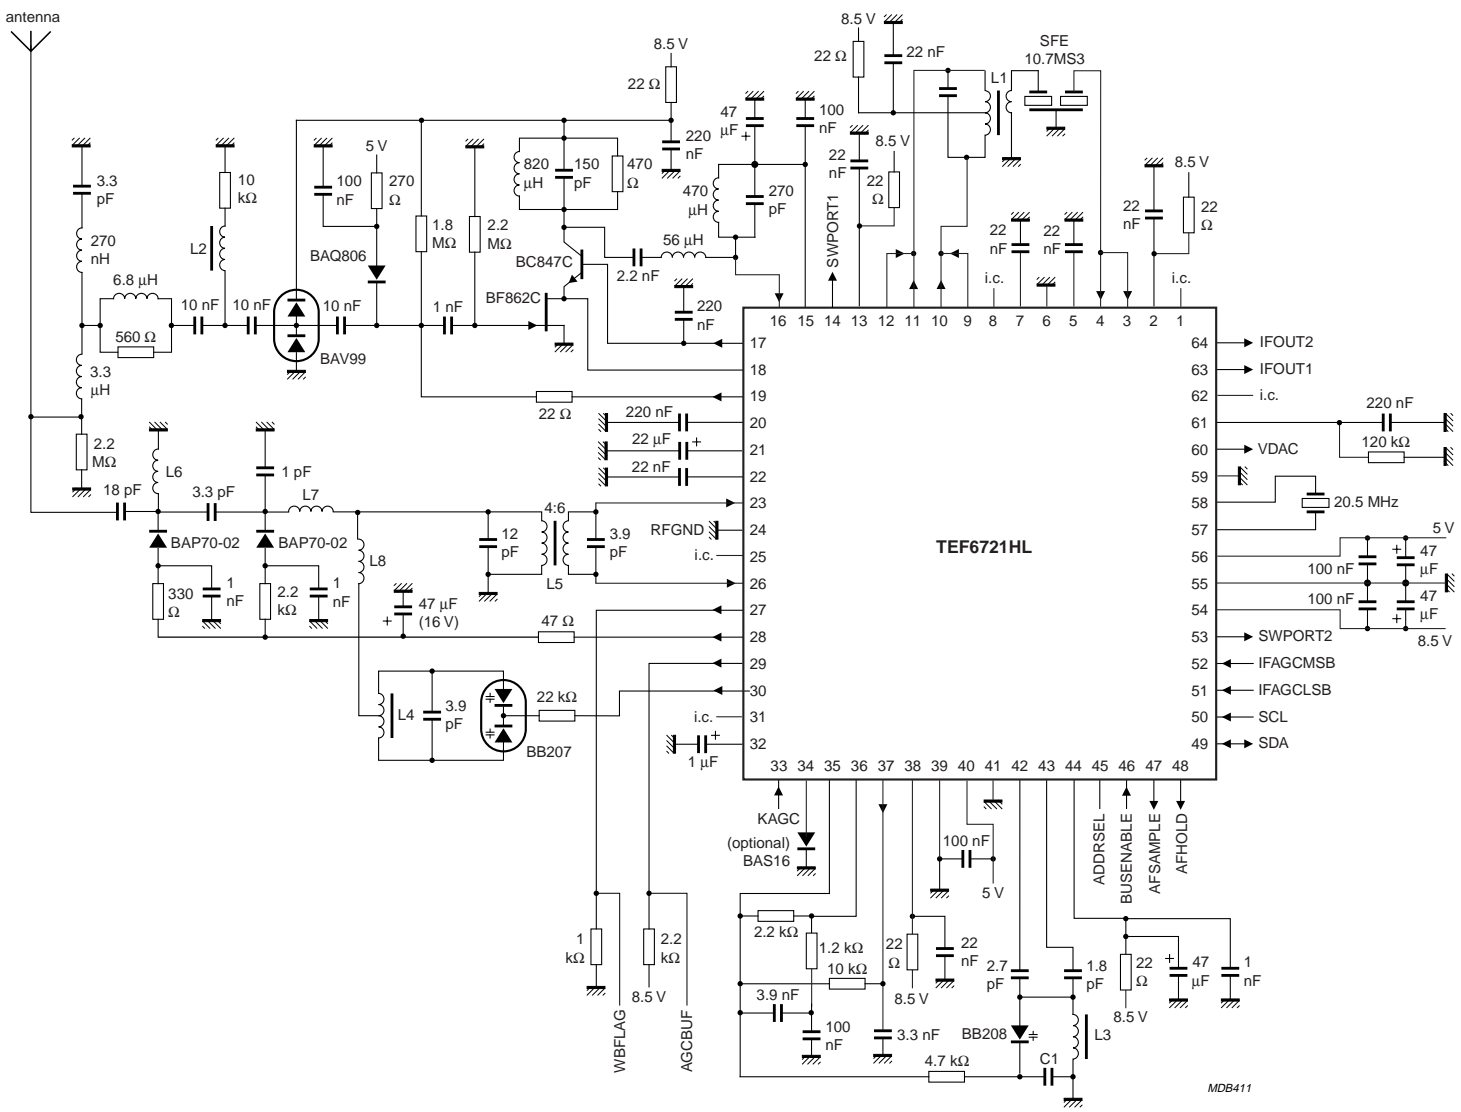 antenna
8.5 V
22 Ω
22 nF
SFE
10.7MS3
L1
8.5 V
22 Ω
220
nF
47
μF
+
100
nF
22
nF
8.5 V
22
Ω
22
nF
8.5 V
22
Ω
3.3
pF
10
kΩ
L2
5 V
100
nF
270
Ω
BAQ806
820
μH
150
pF
470
Ω
470
μH
270
pF
SWPORT1
22
nF
22
nF
i.c.
i.c.
270
nH
1.8
MΩ
2.2
MΩ
BC847C
56 μH
2.2 nF
6.8 μH
560 Ω
10 nF
10 nF
10 nF
BAV99
1 nF
BF862C
220
nF
3.3
μH
16 15 14 13 12 11 10 9 8 7 6 5 4 3 2 1
17
18
19
20
21
22
23
24
25
26
27
28
29
30
31
32
TEF6721HL
64 IFOUT2
63 IFOUT1
62 i.c.
61
220 nF
120 kΩ
60 VDAC
59
58
20.5 MHz
57
5 V
56
100 nF
+
47
μF
55
54
100 nF
+
47
μF
8.5 V
53 SWPORT2
52 IFAGCMSB
51 IFAGCLSB
50 SCL
49 SDA
22 Ω
220 nF
22 μF
+
22 nF
2.2
MΩ
18 pF
L6
3.3 pF
1 pF
L7
BAP70-02
BAP70-02
L8
330
Ω
1
nF
2.2
kΩ
1
nF
12
pF
4:6
L5
3.9
pF
RFGND
i.c.
+
47 μF
(16 V)
47 Ω
L4
3.9
pF
BB207
22 kΩ
i.c.
1 μF
+
33 34 35 36 37 38 39 40 41 42 43 44 45 46 47 48
KAGC
(optional)
BAS16
100 nF
5 V
ADDRSEL
BUSENABLE
AFSAMPLE
AFHOLD
1
kΩ
WBFLAG
2.2
kΩ
8.5 V
AGCBUF
2.2 kΩ
1.2 kΩ
10 kΩ
3.9 nF
100
nF
3.3 nF
22
Ω
8.5 V
22
nF
2.7
pF
1.8
pF
BB208
L3
4.7 kΩ
C1
22
Ω
8.5 V
+
47
μF
1
nF
MDB411